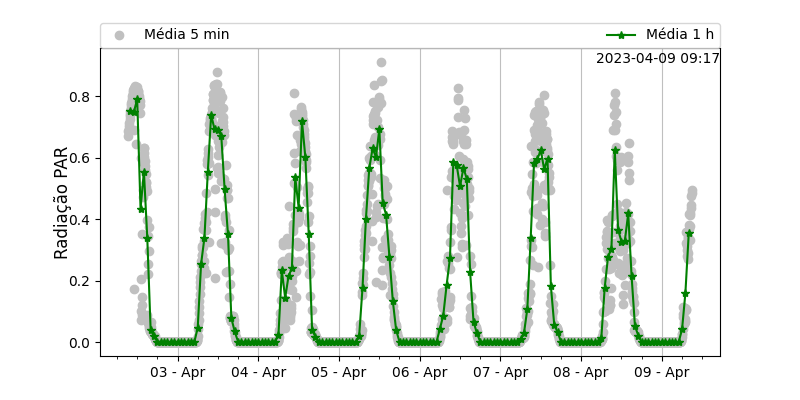 Média 5 min
Média 1 h
2023-04-09 09:17
Radiação PAR
0.8
0.6
0.4
0.2
0.0
03 - Apr
04 - Apr
05 - Apr
06 - Apr
07 - Apr
08 - Apr
09 - Apr